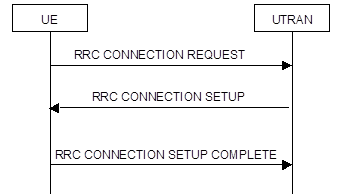 UE
UTRAN
RRC CONNECTION REQUEST
RRC CONNECTION SETUP
RRC CONNECTION SETUP COMPLETE